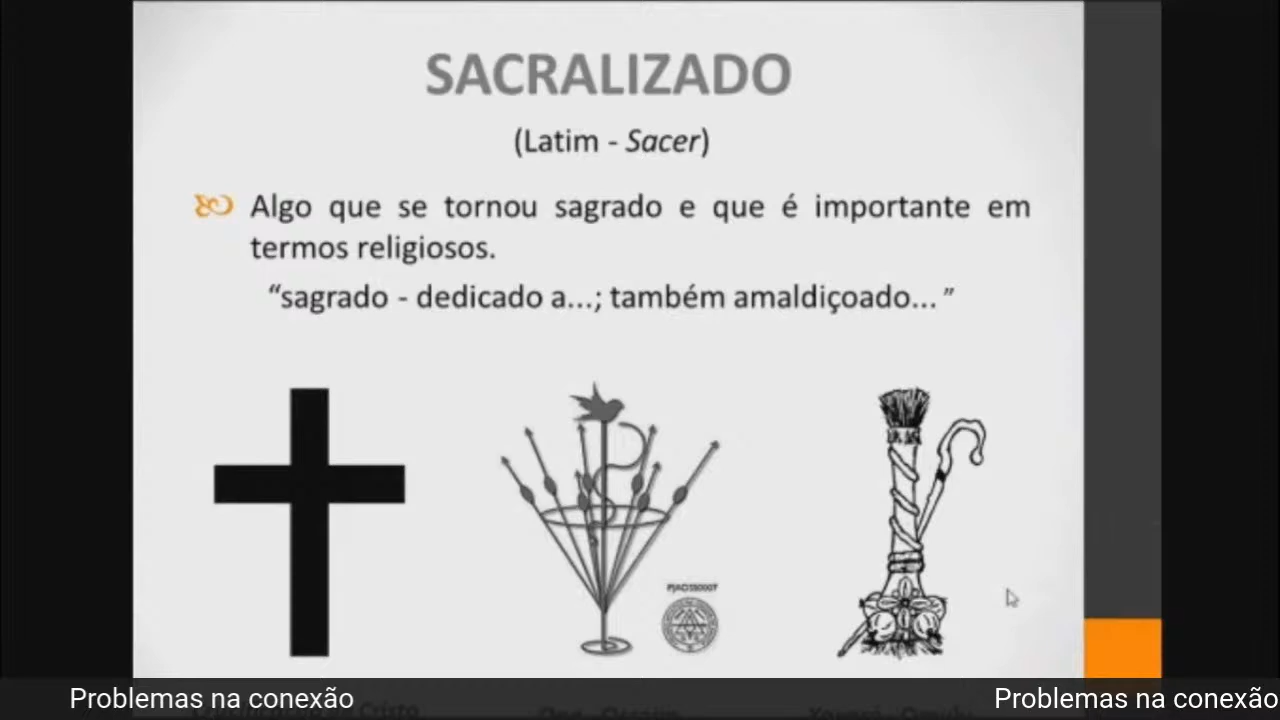 SACRALIZADO
(Latim - Sacer)
Algo que se tornou sagrado e que é importante em
termos religiosos.
“sagrado - dedicado a...; também amaldiçoado... ”
Problemas na conexão
Problemas na conexão
Cristo